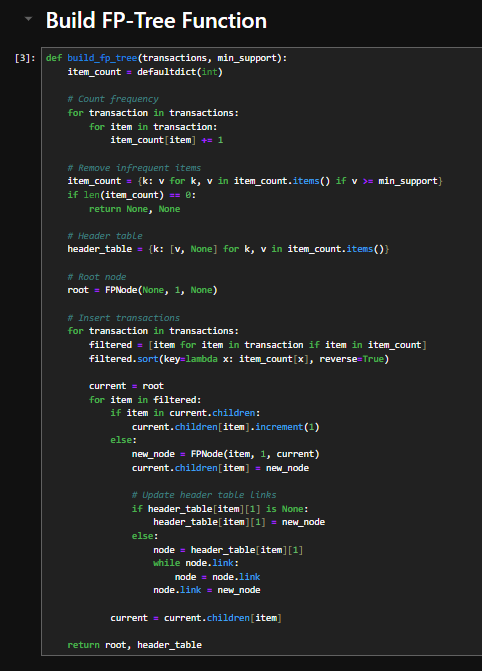 Build FP-Tree Function
[3]: def build_fp_tree(transactions, min_support):
    item_count = defaultdict(int)

    # Count frequency
    for transaction in transactions:
        for item in transaction:
            item_count[item] += 1

    # Remove infrequent items
    item_count = {k: v for k, v in item_count.items() if v >= min_support}
    if len(item_count) == 0:
        return None, None

    # Header table
    header_table = {k: [v, None] for k, v in item_count.items()}

    # Root node
    root = FPNode(None, 1, None)

    # Insert transactions
    for transaction in transactions:
        filtered = [item for item in transaction if item in item_count]
        filtered.sort(key=lambda x: item_count[x], reverse=True)

        current = root
        for item in filtered:
            if item in current.children:
                current.children[item].increment(1)
            else:
                new_node = FPNode(item, 1, current)
                current.children[item] = new_node

                # Update header table links
                if header_table[item][1] is None:
                    header_table[item][1] = new_node
                else:
                    node = header_table[item][1]
                    while node.link:
                        node = node.link
                    node.link = new_node

            current = current.children[item]

    return root, header_table